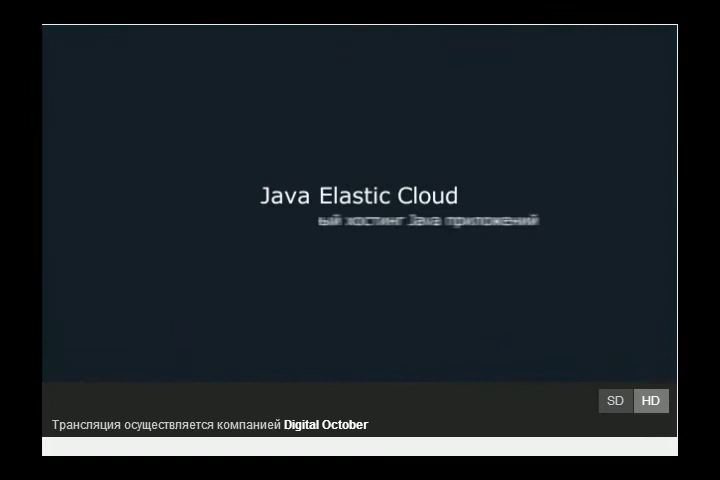 Java Elastic Cloud
ый хостинг Java приложений
SD HD
Трансляция осуществляется компанией Digital October